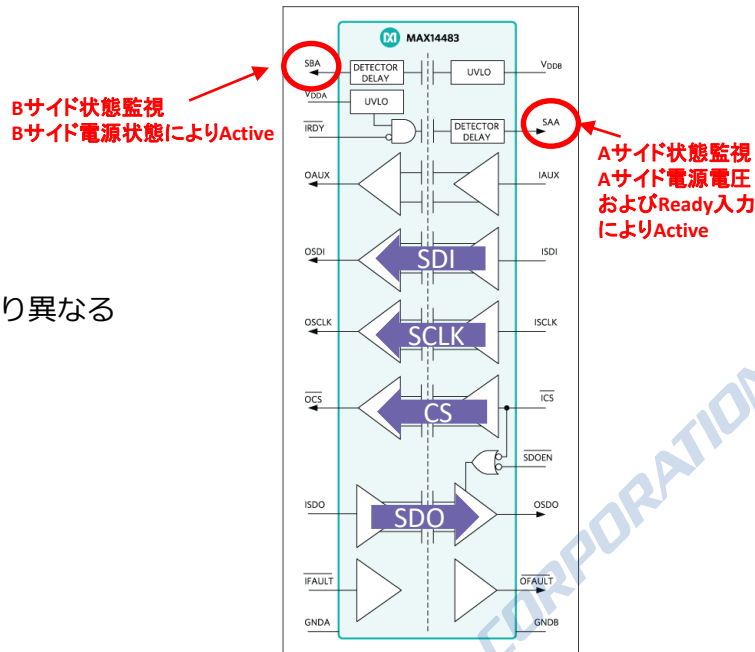 MAX14483
SBA
DETECTOR
DELAY
UVLO
VDDB
VDDA
UVLO
IRDY
DETECTOR
DELAY
SAA
Bサイド状態監視
Bサイド電源状態によりActive
Aサイド状態監視
Aサイド電源電圧
およびReady入力
によりActive
OAUX
IAUX
OSDI
SDI
ISDI
り異なる
OSCLK
SCLK
ISCLK
OCS
CS
ICS
SDOEN
ISDO
SDO
OSDO
IFAULT
OFAULT
GNDA
GNDB
CORPORATION